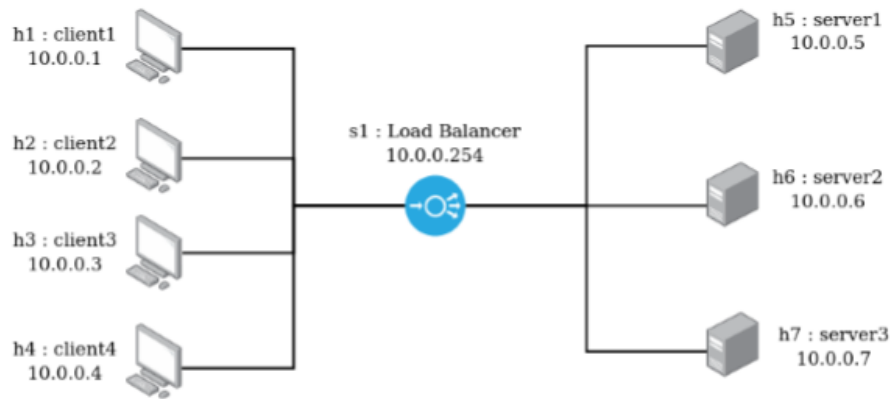 h1 : client1
10.0.0.1
h2 : client2
10.0.0.2
h3 : client3
10.0.0.3
h4 : client4
10.0.0.4
s1 : Load Balancer
10.0.0.254
h5 : server1
10.0.0.5
h6 : server2
10.0.0.6
h7 : server3
10.0.0.7